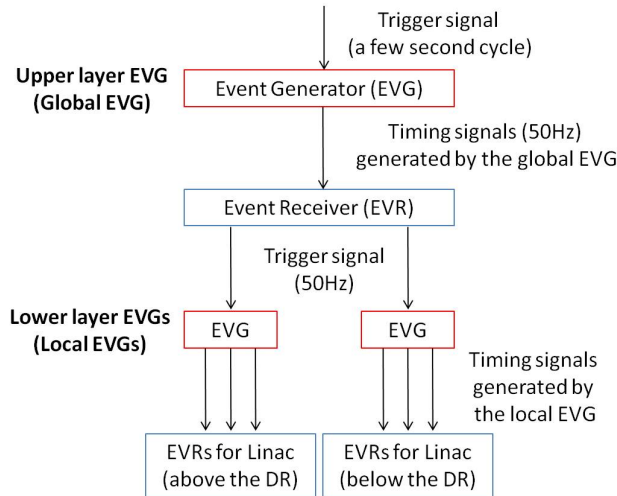 Trigger signal
(a few second cycle)
Upper layer EVG
(Global EVG)
Event Generator (EVG)
Timing signals (50Hz)
generated by the global EVG
Event Receiver (EVR)
Trigger signal
(50Hz)
Lower layer EVGs
(Local EVGs)
EVG
EVG
Timing signals
generated by
the local EVG
EVRs for Linac
(above the DR)
EVRs for Linac
(below the DR)